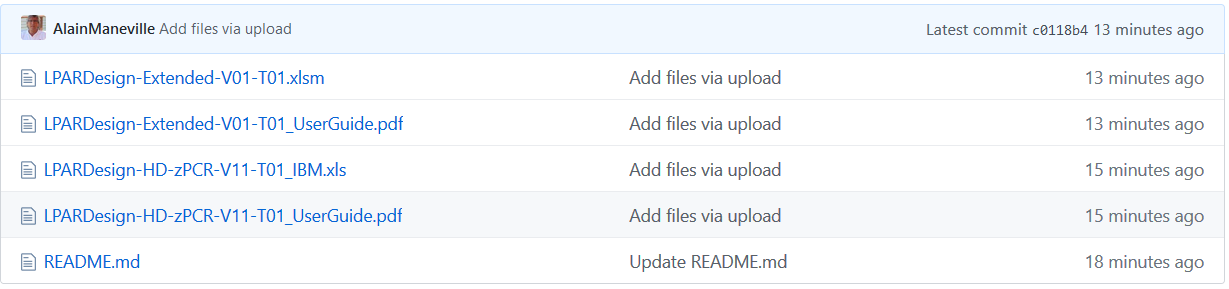 AlainManeville Add files via upload Latest commit c0118b4 13 minutes ago
LPARDesign-Extended-V01-T01.xlsm Add files via upload 13 minutes ago
LPARDesign-Extended-V01-T01_UserGuide.pdf Add files via upload 13 minutes ago
LPARDesign-HD-zPCR-V11-T01_IBM.xls Add files via upload 15 minutes ago
LPARDesign-HD-zPCR-V11-T01_UserGuide.pdf Add files via upload 15 minutes ago
README.md Update README.md 18 minutes ago